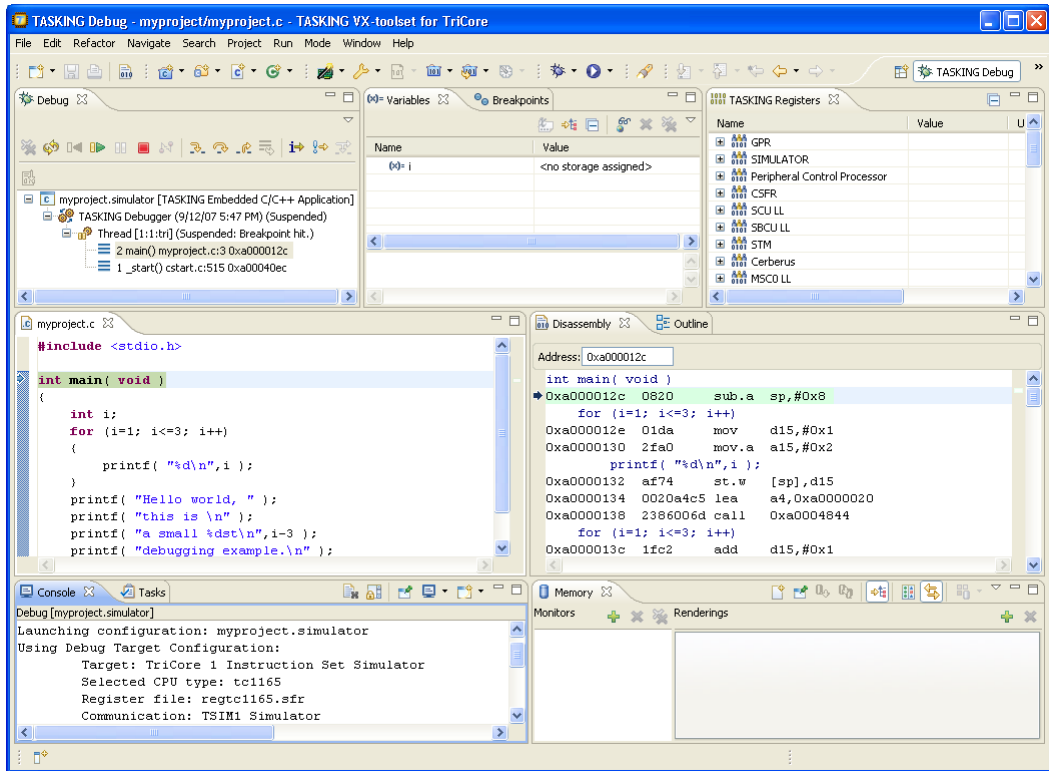 TASKING Debug - myproject/myproject.c - TASKING VX-toolset for TriCore
File Edit Refactor Navigate Search Project Run Mode Window Help
TASKING Debug
Debug
myproject.simulator [TASKING Embedded C/C++ Application]
TASKING Debugger (9/12/07 5:47 PM) (Suspended)
Thread [1:1:tri] (Suspended: Breakpoint hit.)
2 main() myproject.c:3 0xa000012c
1 _start() cstart.c:515 0xa00040ec
(x)= Variables Breakpoints
Name Value
(x)= i <no storage assigned>
TASKING Registers
Name Value U
GPR
SIMULATOR
Peripheral Control Processor
CSFR
SCU LL
SBCU LL
STM
Cerberus
MSC0 LL
myproject.c
#include <stdio.h>
int main( void )
{
int i;
for (i=1; i<=3; i++)
{
printf( "%d\n",i );
}
printf( "Hello world, " );
printf( "this is \n" );
printf( "a small %dst\n",i-3 );
printf( "debugging example.\n" );
Disassembly Outline
Address: 0xa000012c
int main( void )
0xa000012c 0820 sub.a sp,#0x8
for (i=1; i<=3; i++)
0xa000012e 01da mov d15,#0x1
0xa0000130 2fa0 mov.a a15,#0x2
printf( "%d\n",i );
0xa0000132 af74 st.w [sp],d15
0xa0000134 0020a4c5 lea a4,0xa0000020
0xa0000138 2386006d call 0xa0004844
for (i=1; i<=3; i++)
0xa000013c 1fc2 add d15,#0x1
Console Tasks
Debug [myproject.simulator]
Launching configuration: myproject.simulator
Using Debug Target Configuration:
Target: TriCore 1 Instruction Set Simulator
Selected CPU type: tc1165
Register file: regtc1165.sfr
Communication: TSIM1 Simulator
Memory
Monitors Renderings